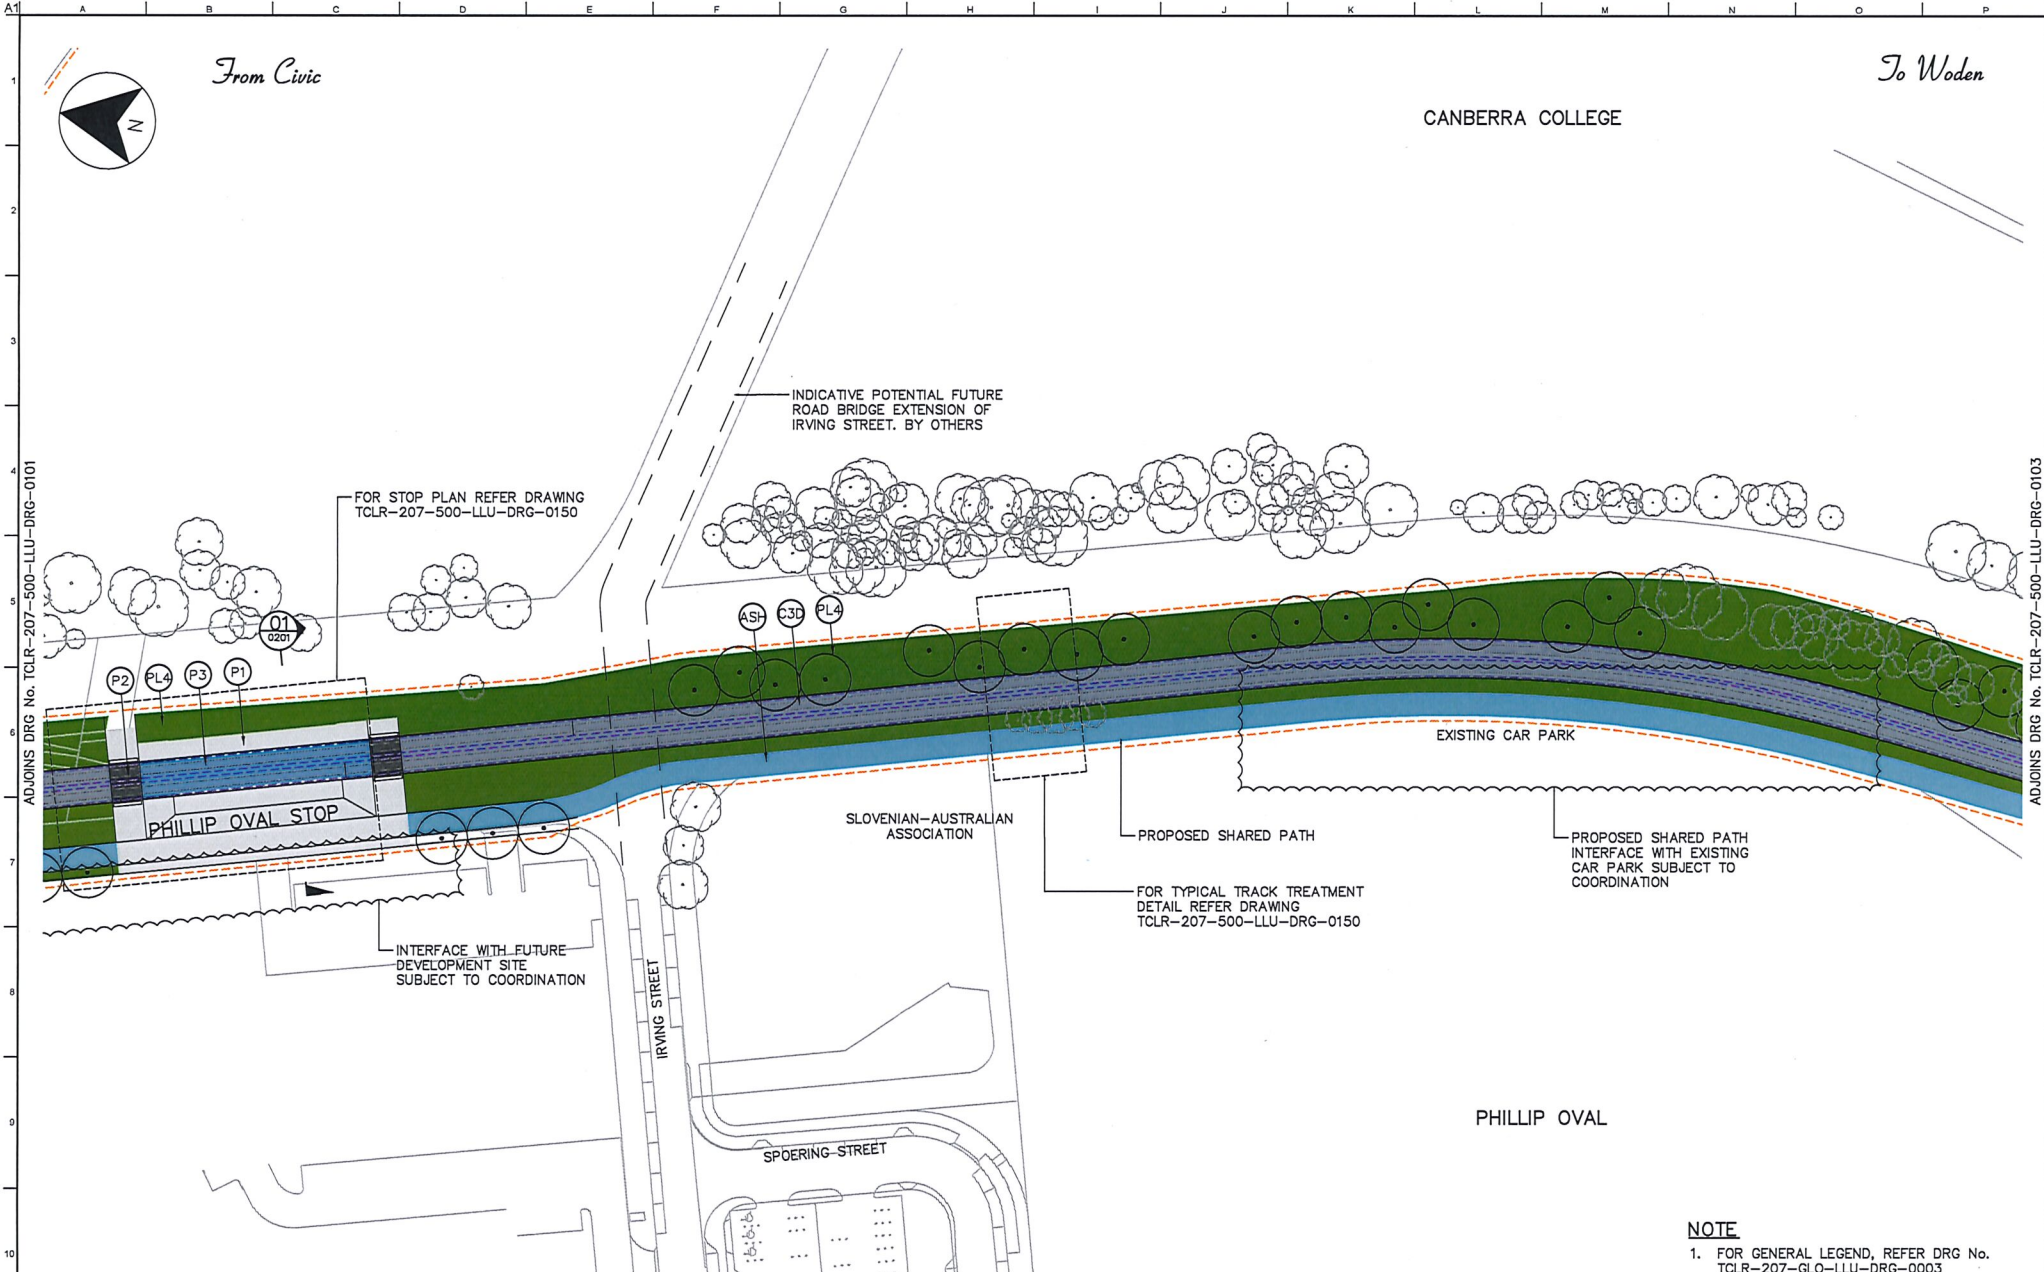 A1
A B C D E F G H I J K L M N O P
From Civic
To Woden
1
N
CANBERRA COLLEGE
2
3
INDICATIVE POTENTIAL FUTURE
ROAD BRIDGE EXTENSION OF
IRVING STREET. BY OTHERS
4
FOR STOP PLAN REFER DRAWING
TCLR-207-500-LLU-DRG-0150
ADJOINS DRG No. TCLR-207-500-LLU-DRG-0101
ADJOINS DRG No. TCLR-207-500-LLU-DRG-0103
5
01
0201
ASH
C3D
PL4
P2
PL4
P3
P1
6
EXISTING CAR PARK
PHILLIP OVAL STOP
SLOVENIAN-AUSTRALIAN
ASSOCIATION
PROPOSED SHARED PATH
PROPOSED SHARED PATH
INTERFACE WITH EXISTING
CAR PARK SUBJECT TO
COORDINATION
7
FOR TYPICAL TRACK TREATMENT
DETAIL REFER DRAWING
TCLR-207-500-LLU-DRG-0150
INTERFACE WITH FUTURE
DEVELOPMENT SITE
SUBJECT TO COORDINATION
8
IRVING STREET
9
PHILLIP OVAL
SPOERING STREET
10
NOTE
1. FOR GENERAL LEGEND, REFER DRG No.
TCLR-207-GLO-LLU-DRG-0003